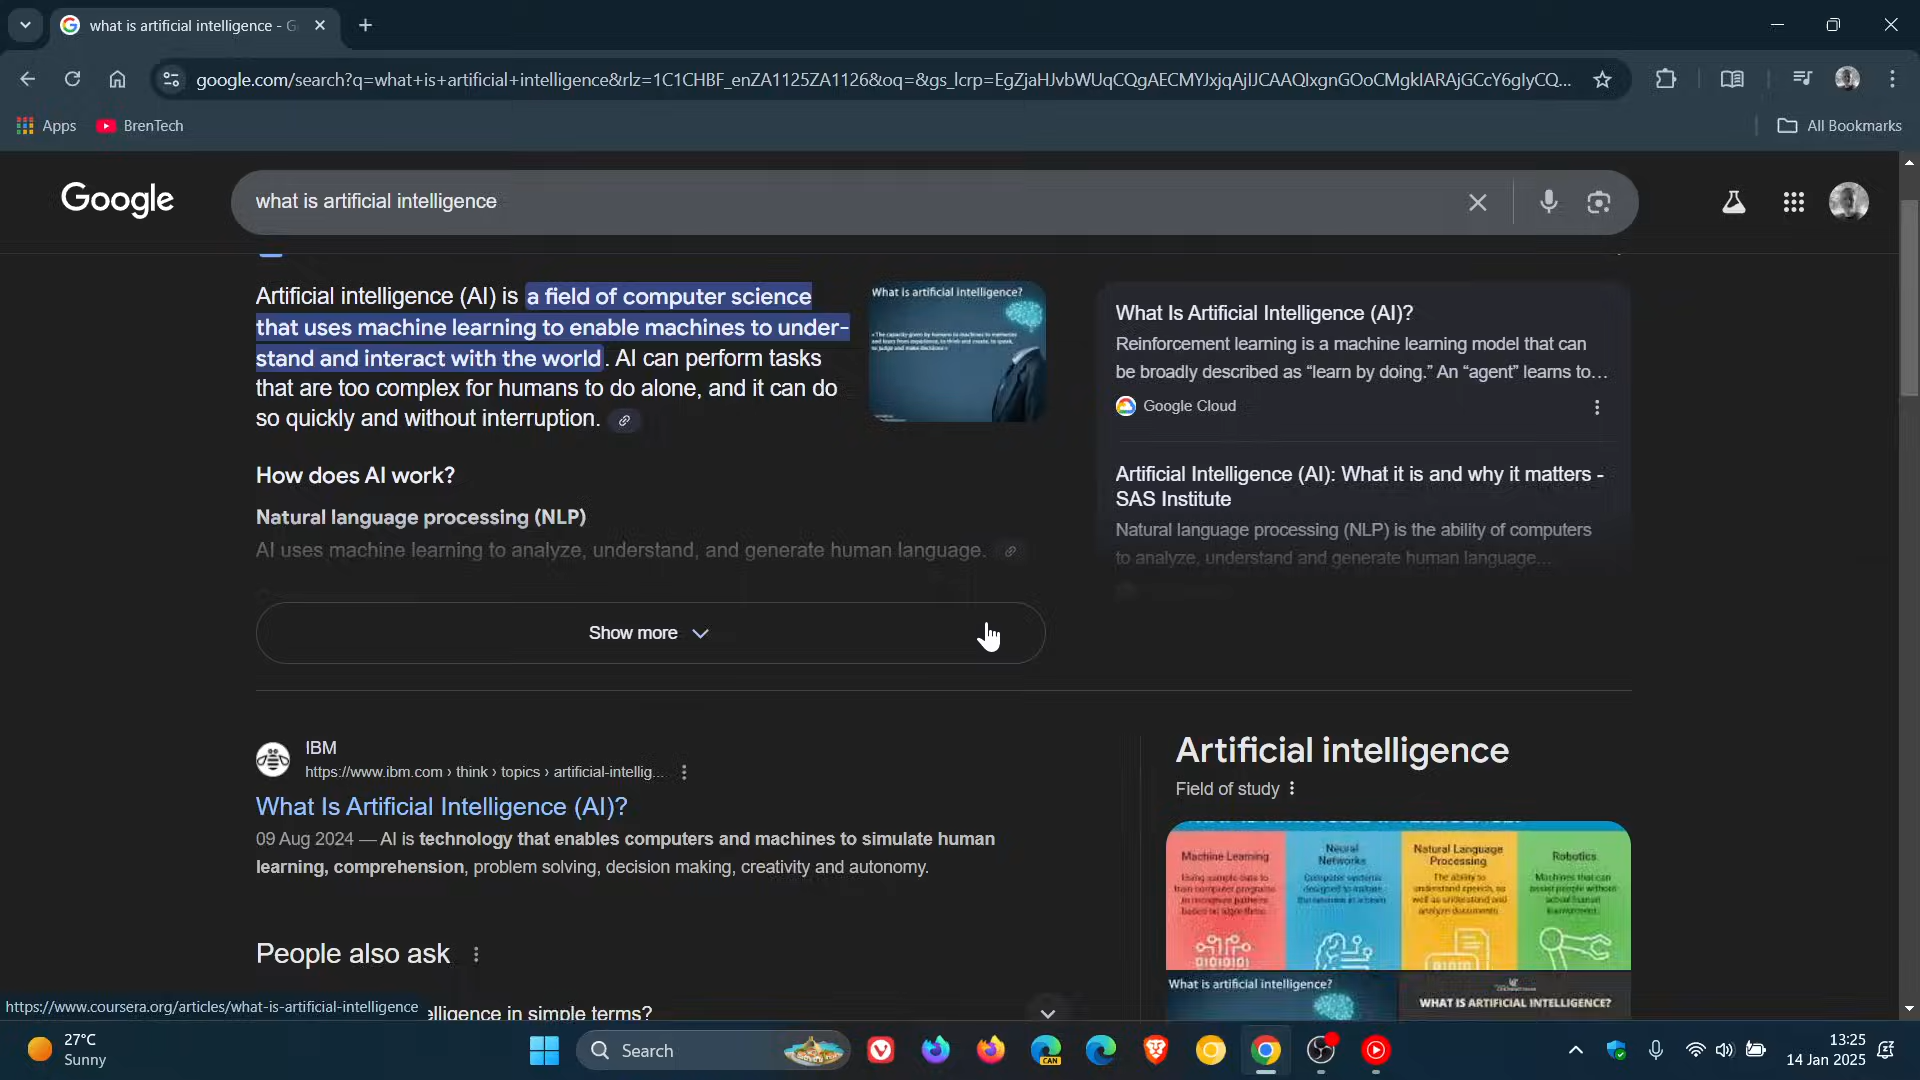 what is artificial intelligence - G
google.com/search?q=what+is+artificial+intelligence&rlz=1C1CHBF_enZA1125ZA1126&oq=&gs_lcrp=EgZjaHJvbWUqCQgAECMYJxjqAjIJCAAQIxgnGOoCMgkIARAjGCcY6gIyCQ...
Apps
BrenTech
All Bookmarks
Google
what is artificial intelligence
Artificial intelligence (AI) is a field of computer science
that uses machine learning to enable machines to under-
stand and interact with the world. AI can perform tasks
that are too complex for humans to do alone, and it can do
so quickly and without interruption.
What is artificial intelligence?
How does AI work?
Natural language processing (NLP)
AI uses machine learning to analyze, understand, and generate human language.
Show more
What Is Artificial Intelligence (AI)?
Reinforcement learning is a machine learning model that can
be broadly described as “learn by doing.” An “agent” learns to...
Google Cloud
Artificial Intelligence (AI): What it is and why it matters -
SAS Institute
Natural language processing (NLP) is the ability of computers
to analyze, understand and generate human language...
IBM
https://www.ibm.com › think › topics › artificial-intellig...
What Is Artificial Intelligence (AI)?
09 Aug 2024 — AI is technology that enables computers and machines to simulate human
learning, comprehension, problem solving, decision making, creativity and autonomy.
People also ask
elligence in simple terms?
Artificial intelligence
Field of study
Machine Learning
Neural
Networks
Natural Language
Processing
Robotics
What is artificial intelligence?
WHAT IS ARTIFICIAL INTELLIGENCE?
https://www.coursera.org/articles/what-is-artificial-intelligence
27°C
Sunny
Search
CAN
13:25
14 Jan 2025